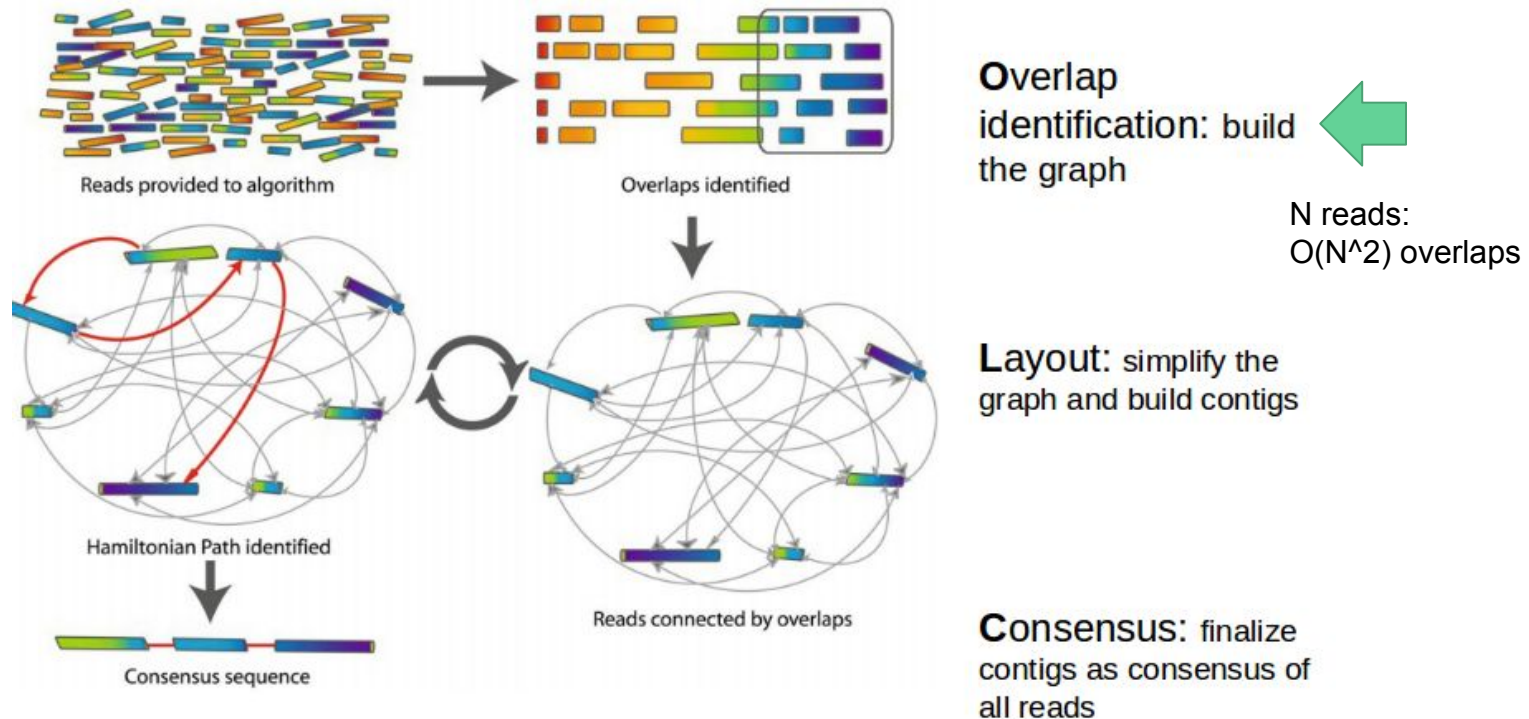 Reads provided to algorithm
Overlaps identified
Overlap
identification: build
the graph
N reads:
O(N^2) overlaps
Layout: simplify the
graph and build contigs
Hamiltonian Path identified
Reads connected by overlaps
Consensus sequence
Consensus: finalize
contigs as consensus of
all reads